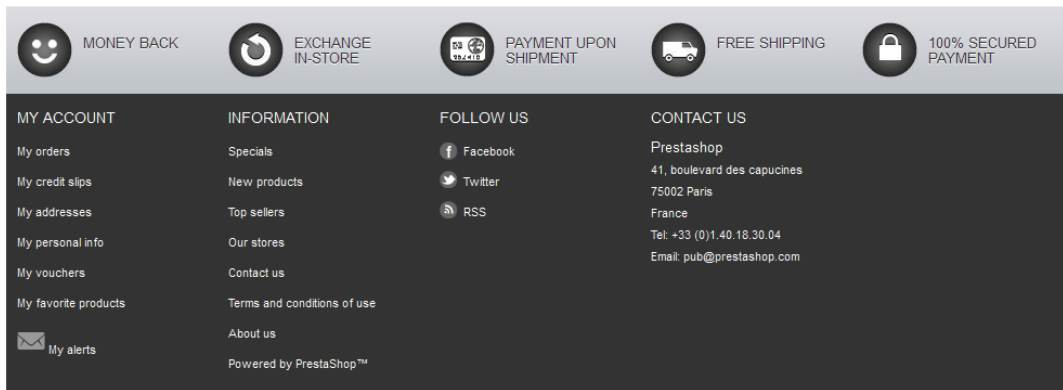 MONEY BACK
EXCHANGE
IN-STORE
PAYMENT UPON
SHIPMENT
FREE SHIPPING
100% SECURED
PAYMENT
MY ACCOUNT
My orders
My credit slips
My addresses
My personal info
My vouchers
My favorite products
My alerts
INFORMATION
Specials
New products
Top sellers
Our stores
Contact us
Terms and conditions of use
About us
Powered by PrestaShop™
FOLLOW US
Facebook
Twitter
RSS
CONTACT US
Prestashop
41, boulevard des capucines
75002 Paris
France
Tel: +33 (0)1.40.18.30.04
Email: pub@prestashop.com